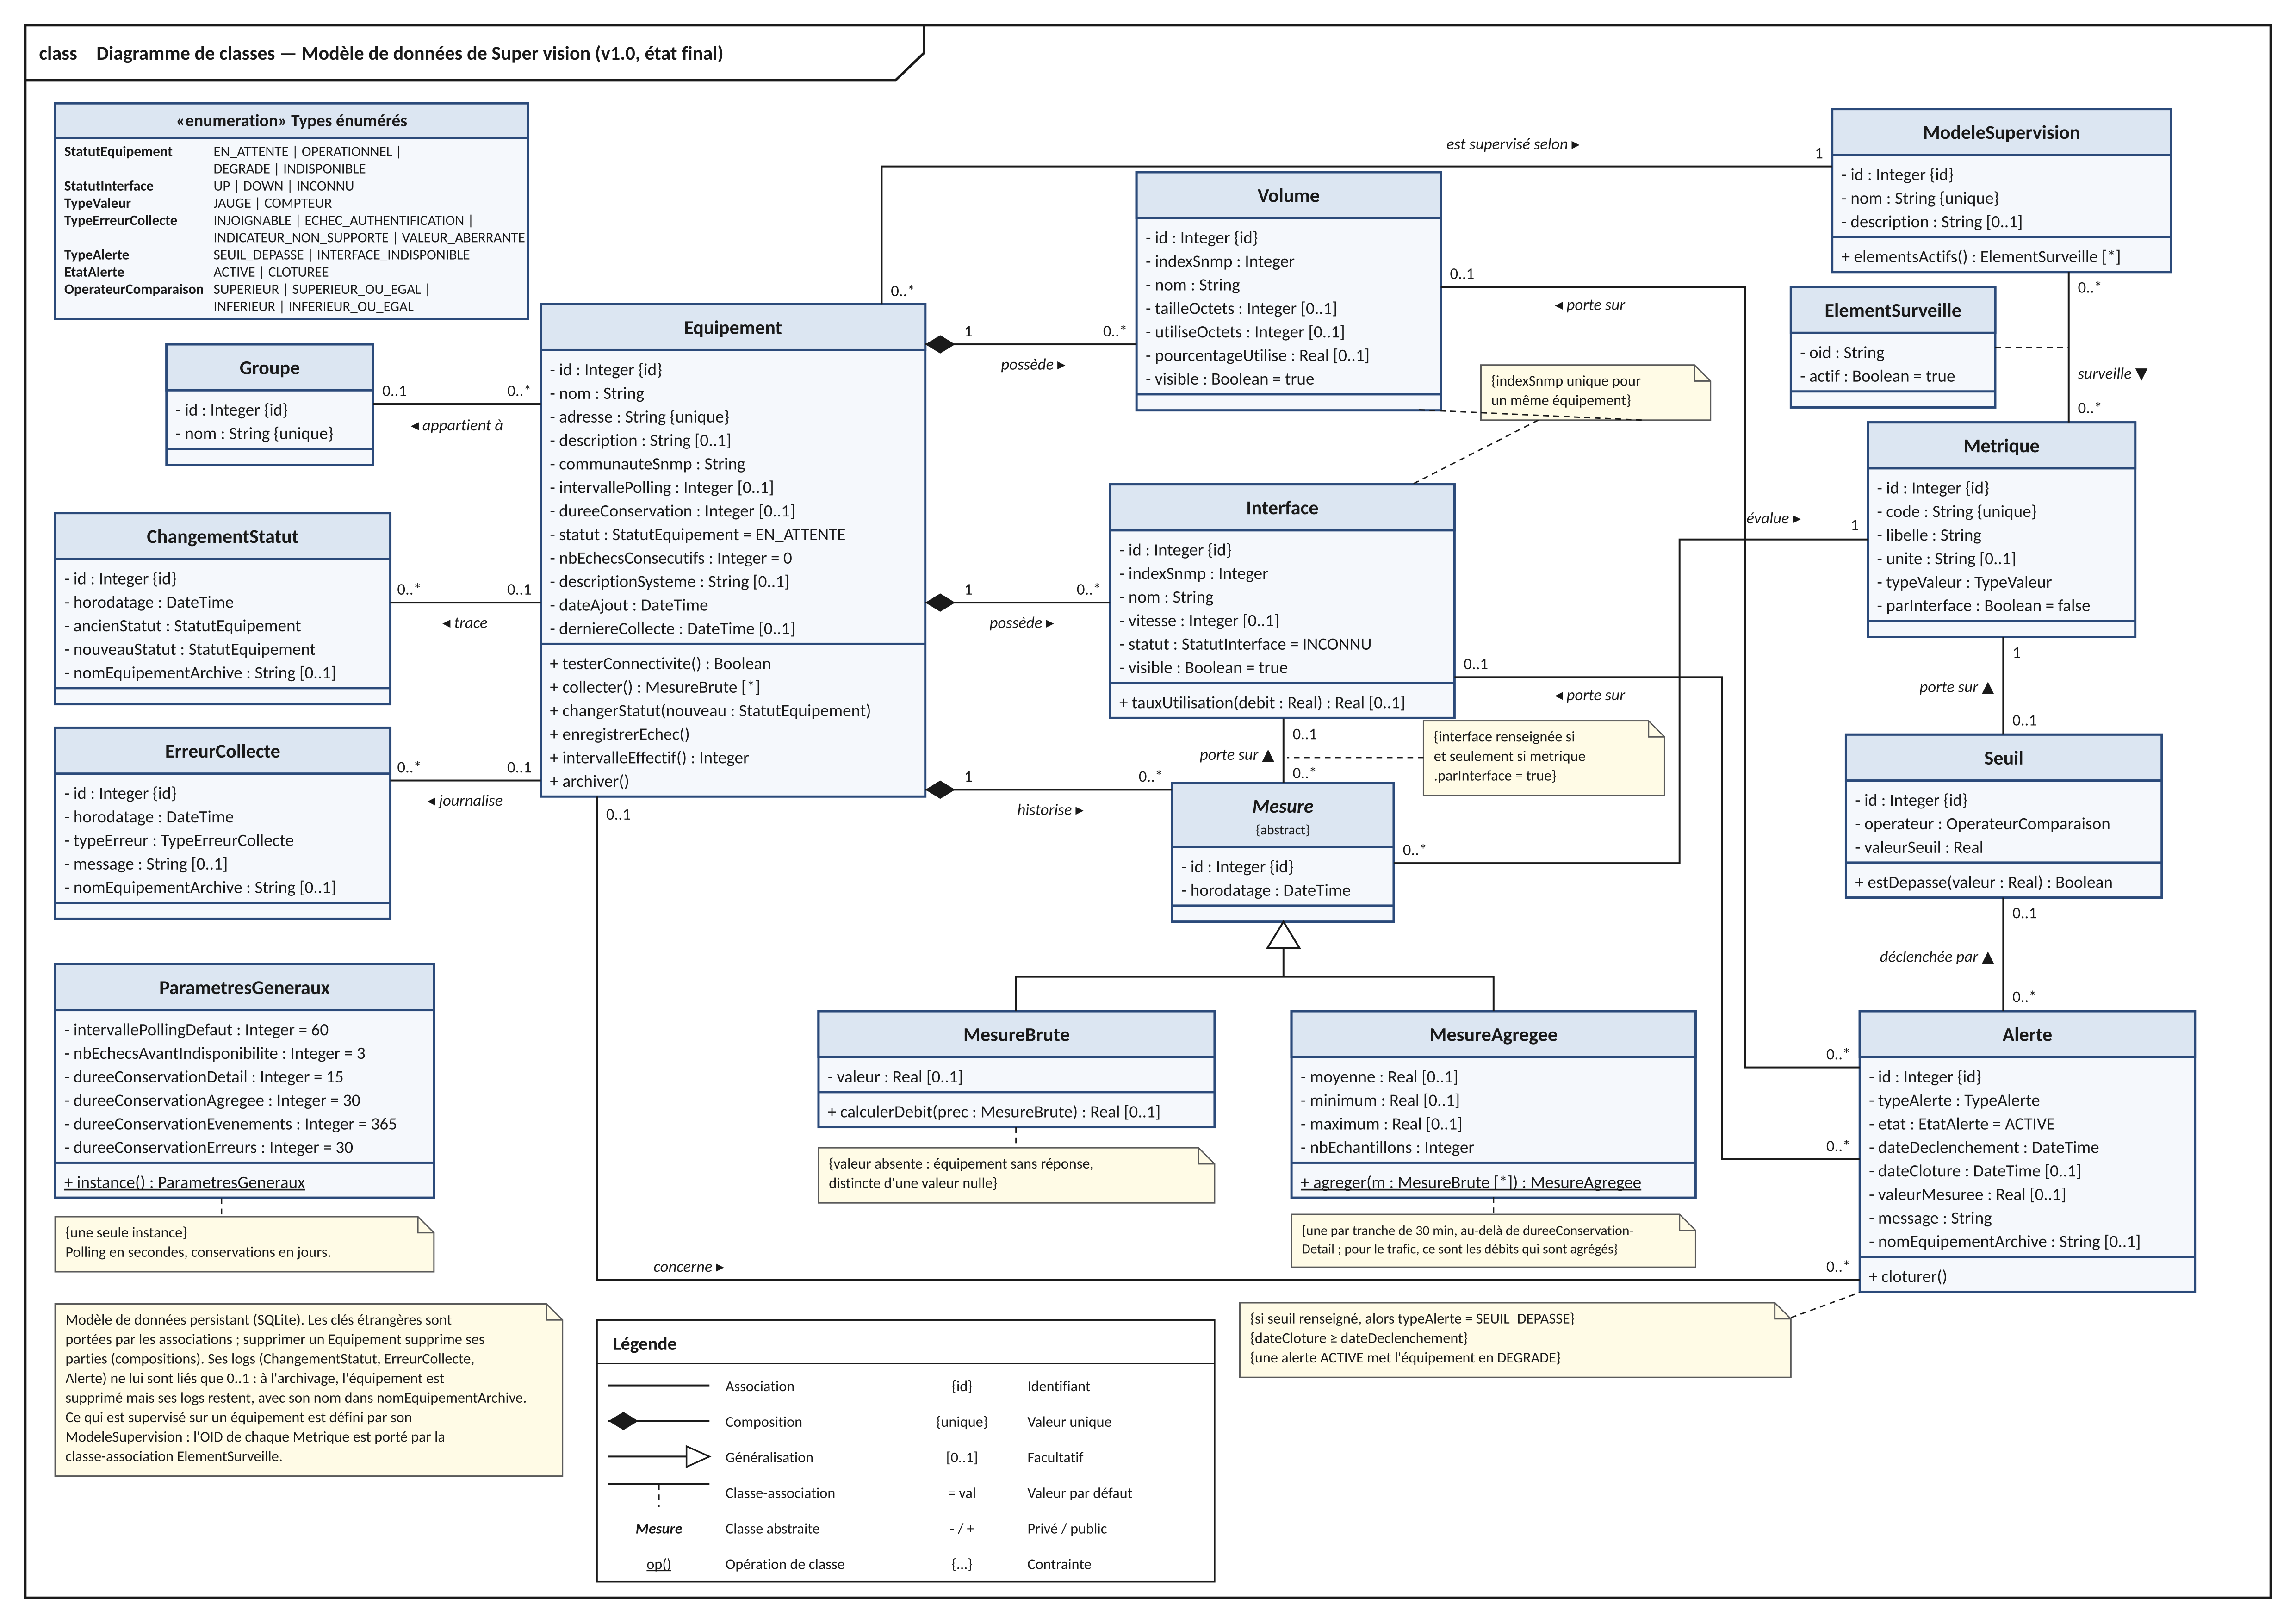 class Diagramme de classes — Modèle de données de Super vision (v1.0, état final)
«enumeration» Types énumérés
StatutEquipement EN_ATTENTE | OPERATIONNEL |
DEGRADE | INDISPONIBLE
StatutInterface UP | DOWN | INCONNU
TypeValeur JAUGE | COMPTEUR
TypeErreurCollecte INJOIGNABLE | ECHEC_AUTHENTIFICATION |
INDICATEUR_NON_SUPPORTE | VALEUR_ABERRANTE
TypeAlerte SEUIL_DEPASSE | INTERFACE_INDISPONIBLE
EtatAlerte ACTIVE | CLOTUREE
OperateurComparaison SUPERIEUR | SUPERIEUR_OU_EGAL |
INFERIEUR | INFERIEUR_OU_EGAL
est supervisé selon ►
1
0..*
ModeleSupervision
- id : Integer {id}
- nom : String {unique}
- description : String [0..1]
+ elementsActifs() : ElementSurveille [*]
Volume
- id : Integer {id}
- indexSnmp : Integer
- nom : String
- tailleOctets : Integer [0..1]
- utiliseOctets : Integer [0..1]
- pourcentageUtilise : Real [0..1]
- visible : Boolean = true
0..1
◄ porte sur
0..*
ElementSurveille
- oid : String
- actif : Boolean = true
surveille ▼
0..*
{indexSnmp unique pour
un même équipement}
Equipement
- id : Integer {id}
- nom : String
- adresse : String {unique}
- description : String [0..1]
- communauteSnmp : String
- intervallePolling : Integer [0..1]
- dureeConservation : Integer [0..1]
- statut : StatutEquipement = EN_ATTENTE
- nbEchecsConsecutifs : Integer = 0
- descriptionSysteme : String [0..1]
- dateAjout : DateTime
- derniereCollecte : DateTime [0..1]
+ testerConnectivite() : Boolean
+ collecter() : MesureBrute [*]
+ changerStatut(nouveau : StatutEquipement)
+ enregistrerEchec()
+ intervalleEffectif() : Integer
+ archiver()
1 0..*
possède ►
Groupe
- id : Integer {id}
- nom : String {unique}
0..1 0..*
◄ appartient à
ChangementStatut
- id : Integer {id}
- horodatage : DateTime
- ancienStatut : StatutEquipement
- nouveauStatut : StatutEquipement
- nomEquipementArchive : String [0..1]
0..* 0..1
◄ trace
1 0..*
possède ►
Interface
- id : Integer {id}
- indexSnmp : Integer
- nom : String
- vitesse : Integer [0..1]
- statut : StatutInterface = INCONNU
- visible : Boolean = true
+ tauxUtilisation(debit : Real) : Real [0..1]
0..1
◄ porte sur
évalue ►
1
Metrique
- id : Integer {id}
- code : String {unique}
- libelle : String
- unite : String [0..1]
- typeValeur : TypeValeur
- parInterface : Boolean = false
1
porte sur ▲
0..1
ErreurCollecte
- id : Integer {id}
- horodatage : DateTime
- typeErreur : TypeErreurCollecte
- message : String [0..1]
- nomEquipementArchive : String [0..1]
0..* 0..1
◄ journalise
0..1
1 0..*
historise ►
0..1
porte sur ▲
0..*
{interface renseignée si
et seulement si metrique
.parInterface = true}
Mesure
{abstract}
- id : Integer {id}
- horodatage : DateTime
0..*
Seuil
- id : Integer {id}
- operateur : OperateurComparaison
- valeurSeuil : Real
+ estDepasse(valeur : Real) : Boolean
0..1
déclenchée par ▲
0..*
ParametresGeneraux
- intervallePollingDefaut : Integer = 60
- nbEchecsAvantIndisponibilite : Integer = 3
- dureeConservationDetail : Integer = 15
- dureeConservationAgregee : Integer = 30
- dureeConservationEvenements : Integer = 365
- dureeConservationErreurs : Integer = 30
+ instance() : ParametresGeneraux
{une seule instance}
Polling en secondes, conservations en jours.
MesureBrute
- valeur : Real [0..1]
+ calculerDebit(prec : MesureBrute) : Real [0..1]
{valeur absente : équipement sans réponse,
distincte d'une valeur nulle}
MesureAgregee
- moyenne : Real [0..1]
- minimum : Real [0..1]
- maximum : Real [0..1]
- nbEchantillons : Integer
+ agreger(m : MesureBrute [*]) : MesureAgregee
{une par tranche de 30 min, au-delà de dureeConservation-
Detail ; pour le trafic, ce sont les débits qui sont agrégés}
Alerte
- id : Integer {id}
- typeAlerte : TypeAlerte
- etat : EtatAlerte = ACTIVE
- dateDeclenchement : DateTime
- dateCloture : DateTime [0..1]
- valeurMesuree : Real [0..1]
- message : String
- nomEquipementArchive : String [0..1]
+ cloturer()
0..*
0..*
0..*
concerne ►
{si seuil renseigné, alors typeAlerte = SEUIL_DEPASSE}
{dateCloture ≥ dateDeclenchement}
{une alerte ACTIVE met l'équipement en DEGRADE}
Modèle de données persistant (SQLite). Les clés étrangères sont
portées par les associations ; supprimer un Equipement supprime ses
parties (compositions). Ses logs (ChangementStatut, ErreurCollecte,
Alerte) ne lui sont liés que 0..1 : à l'archivage, l'équipement est
supprimé mais ses logs restent, avec son nom dans nomEquipementArchive.
Ce qui est supervisé sur un équipement est défini par son
ModeleSupervision : l'OID de chaque Metrique est porté par la
classe-association ElementSurveille.
Légende
Association {id} Identifiant
Composition {unique} Valeur unique
Généralisation [0..1] Facultatif
Classe-association = val Valeur par défaut
Mesure Classe abstraite - / + Privé / public
op() Opération de classe {...} Contrainte